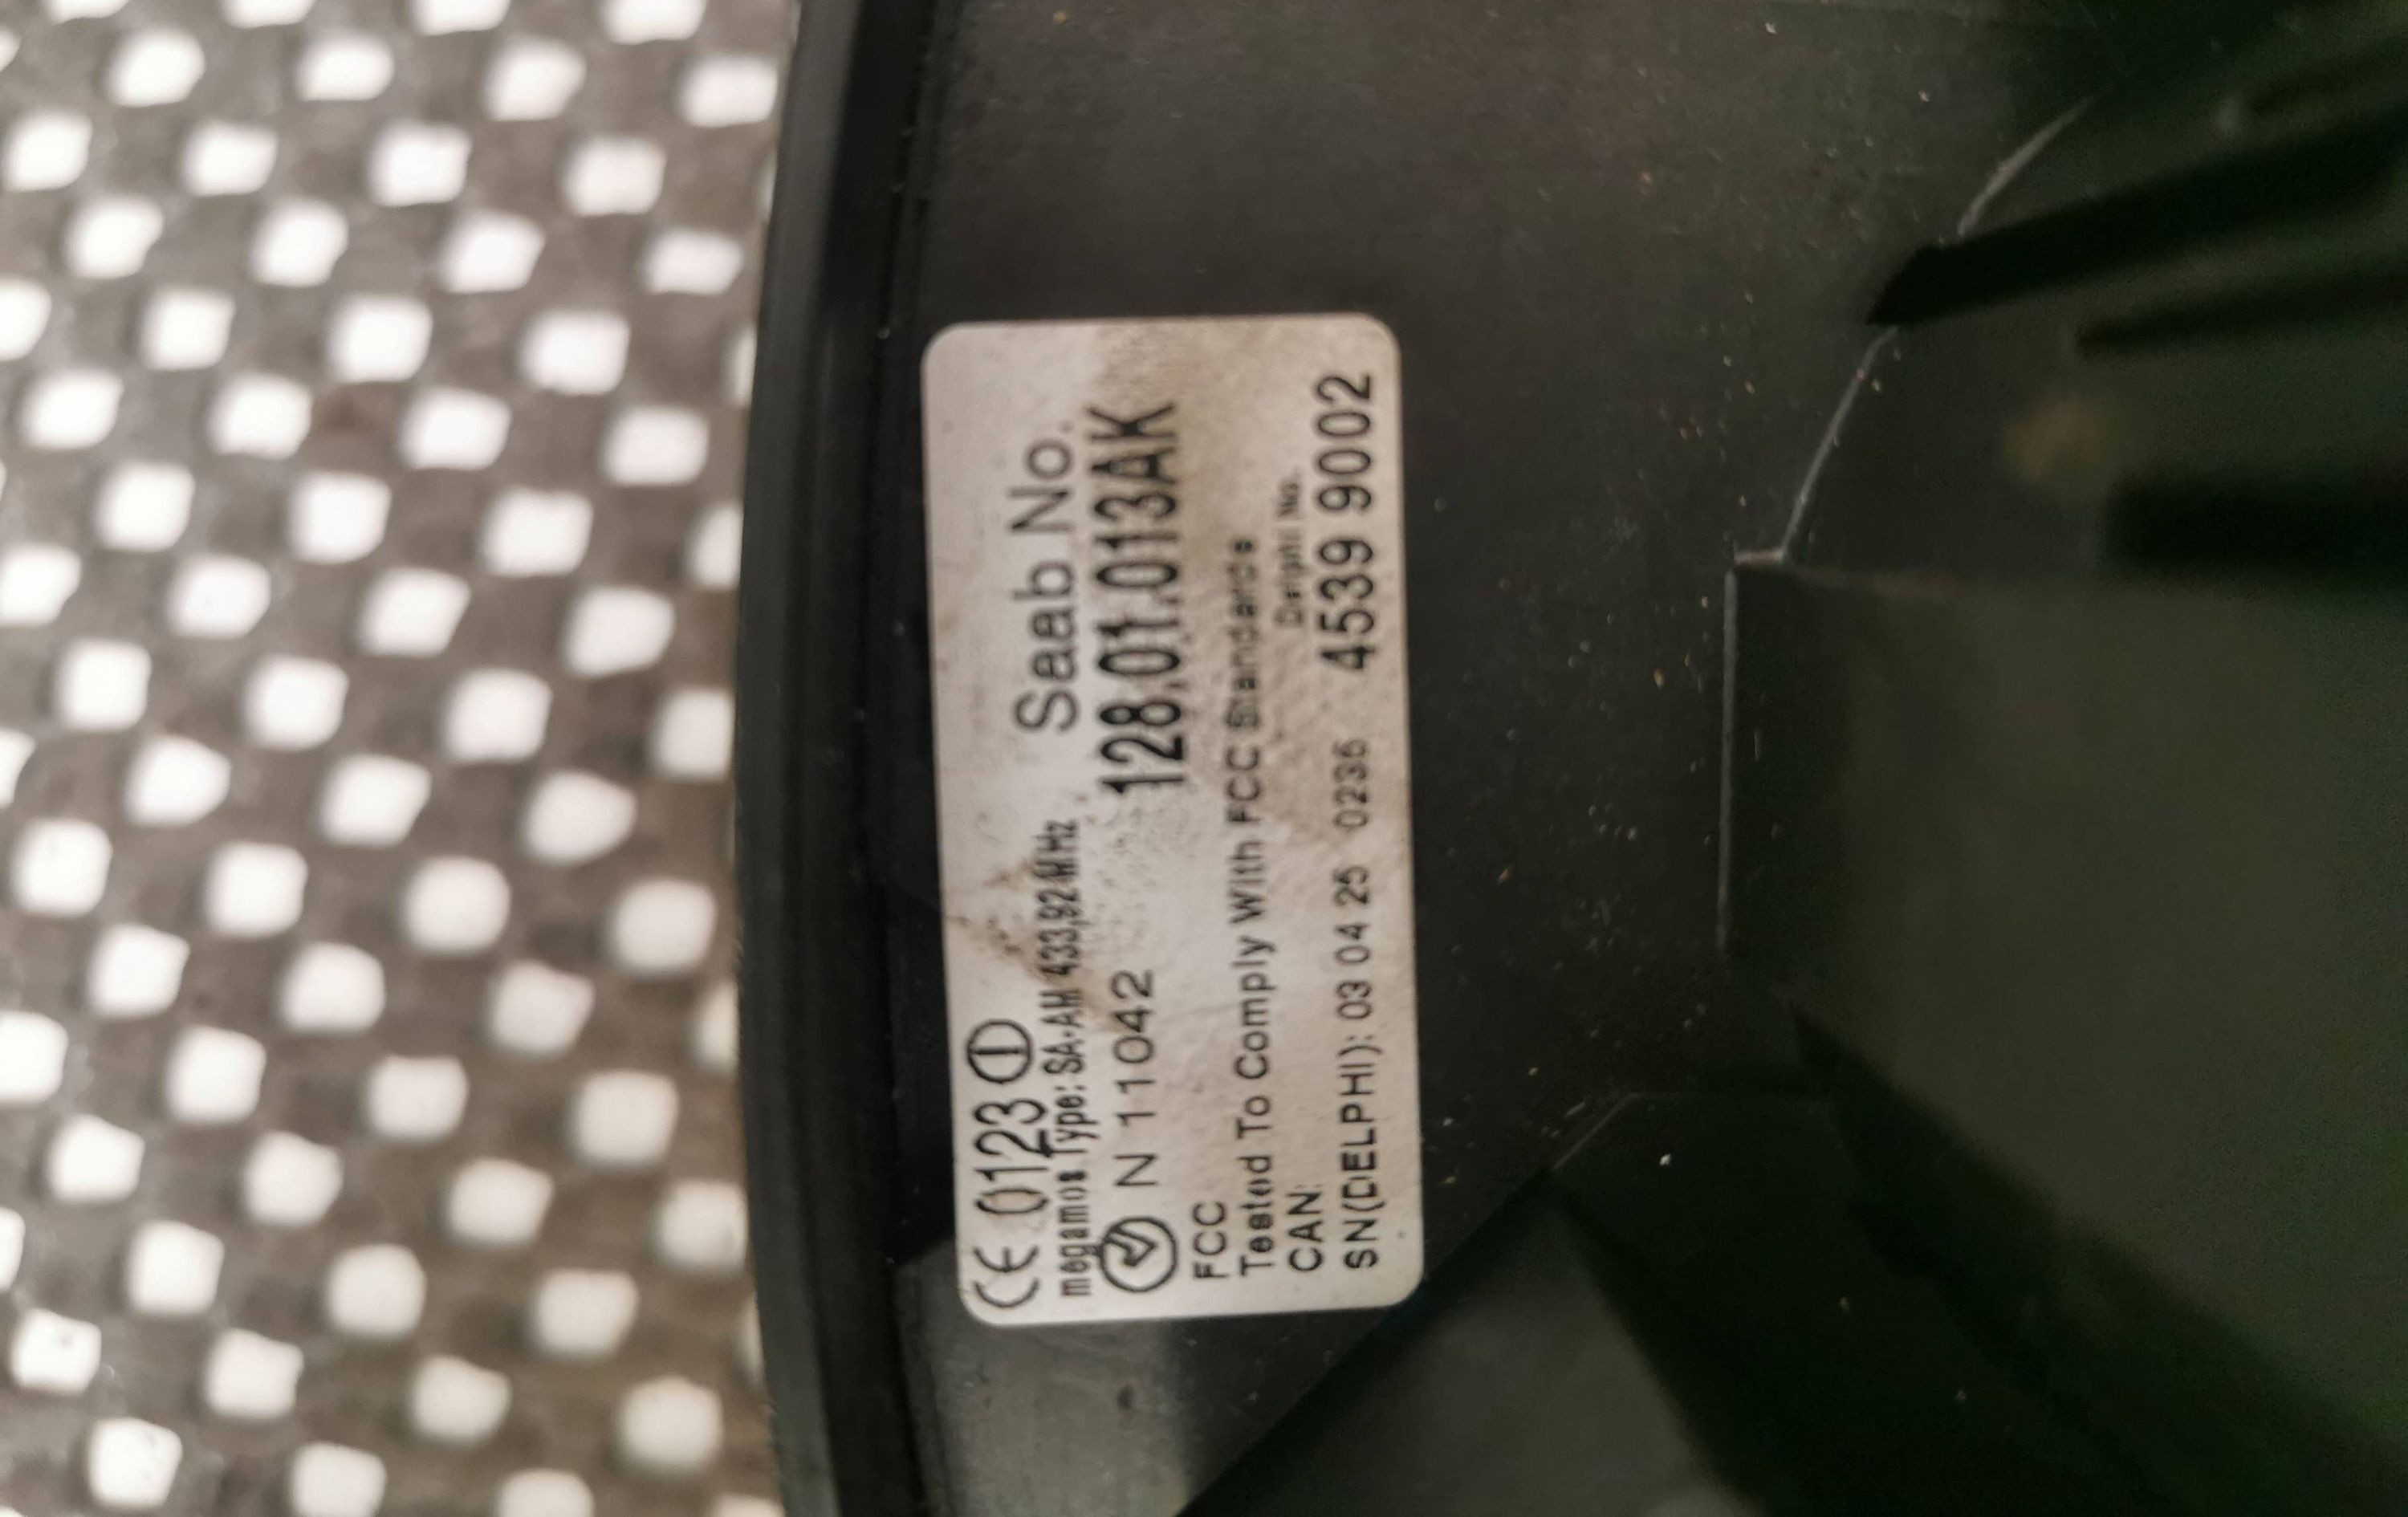 CE 0123 Saab No.
megamos Type: SA-AH 433,92 MHz
N 11042 128.01.013AK
FCC
Tested To Comply With FCC Standards
CAN: Delphi No.
SN(DELPHI): 03 04 25 0235 4539 9002